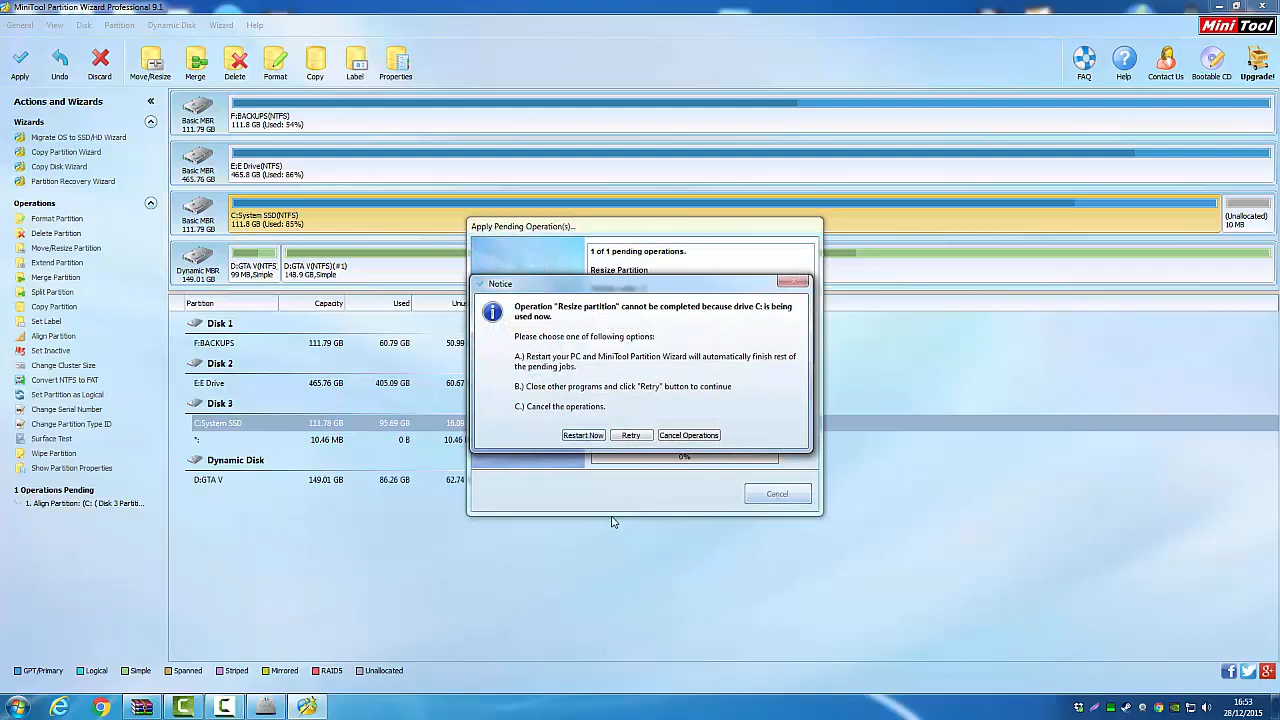 MiniTool Partition Wizard Professional 9.1
General View Disk Partition Dynamic Disk Wizard Help
Mini Tool
Apply Undo Discard Move/Resize Merge Delete Format Copy Label Properties FAQ Help Contact Us Bootable CD Upgrade!
Actions and Wizards
Wizards
Migrate OS to SSD/HD Wizard
Copy Partition Wizard
Copy Disk Wizard
Partition Recovery Wizard
Operations
Format Partition
Delete Partition
Move/Resize Partition
Extend Partition
Merge Partition
Split Partition
Copy Partition
Set Label
Align Partition
Set Inactive
Change Cluster Size
Convert NTFS to FAT
Set Partition as Logical
Change Serial Number
Change Partition Type ID
Surface Test
Wipe Partition
Show Partition Properties
1 Operations Pending
1. Align Partition: (C: ( Disk 3 Partiti...
Basic MBR
111.79 GB
F:BACKUPS(NTFS)
111.8 GB (Used: 54%)
Basic MBR
465.76 GB
E:E Drive(NTFS)
465.8 GB (Used: 86%)
Basic MBR
111.79 GB
C:System SSD(NTFS)
111.8 GB (Used: 85%)
(Unallocated)
10 MB
Dynamic MBR
149.01 GB
D:GTA V(NTFS)
99 MB,Simple
D:GTA V(NTFS)(#1)
148.9 GB,Simple
Partition Capacity Used Unu
Disk 1
F:BACKUPS 111.79 GB 60.79 GB 50.99
Disk 2
E:E Drive 465.76 GB 405.09 GB 60.67
Disk 3
C:System SSD 111.78 GB 95.69 GB 16.09
*: 10.46 MB 0 B 10.46
Dynamic Disk
D:GTA V 149.01 GB 86.26 GB 62.74
Apply Pending Operation(s)...
1 of 1 pending operations.
Resize Partition
Notice
Operation "Resize partition" cannot be completed because drive C: is being
used now.
Please choose one of following options:
A.) Restart your PC and MiniTool Partition Wizard will automatically finish rest of
the pending jobs.
B.) Close other programs and click "Retry" button to continue
C.) Cancel the operations.
Restart Now Retry Cancel Operations
0%
Cancel
GPT/Primary Logical Simple Spanned Striped Mirrored RAID5 Unallocated
16:53
28/12/2015